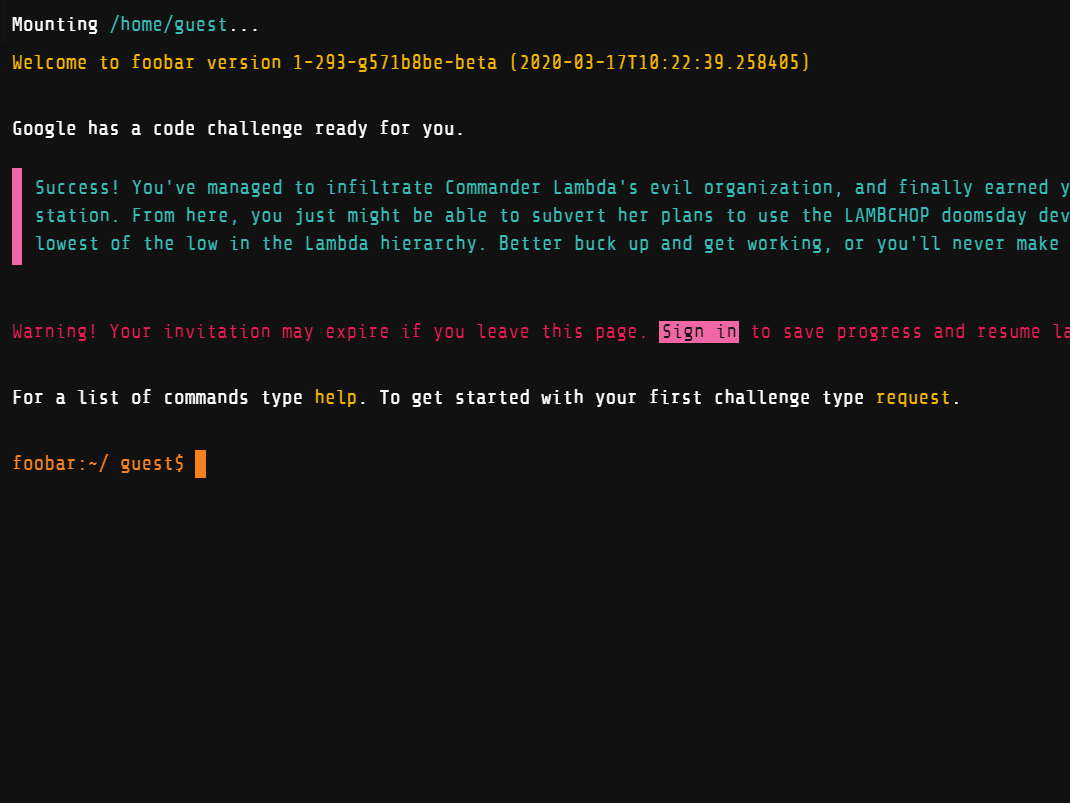 Mounting /home/guest...
Welcome to foobar version 1-293-g571b8be-beta (2020-03-17T10:22:39.258405)
Google has a code challenge ready for you.
Success! You've managed to infiltrate Commander Lambda's evil organization, and finally earned y
station. From here, you just might be able to subvert her plans to use the LAMBCHOP doomsday dev
lowest of the low in the Lambda hierarchy. Better buck up and get working, or you'll never make
Warning! Your invitation may expire if you leave this page. Sign in to save progress and resume la
For a list of commands type help. To get started with your first challenge type request.
foobar:~/ guest$